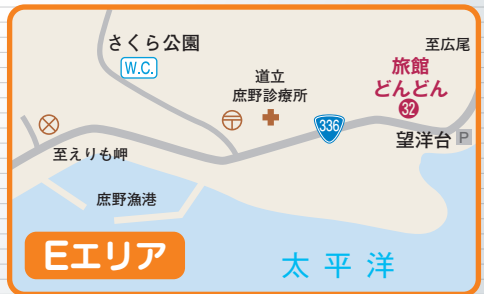 さくら公園
W.C.
至広尾
旅館
どんどん
32
道立
庶野診療所
336
望洋台 P
至えりも岬
庶野漁港
Eエリア
太平洋